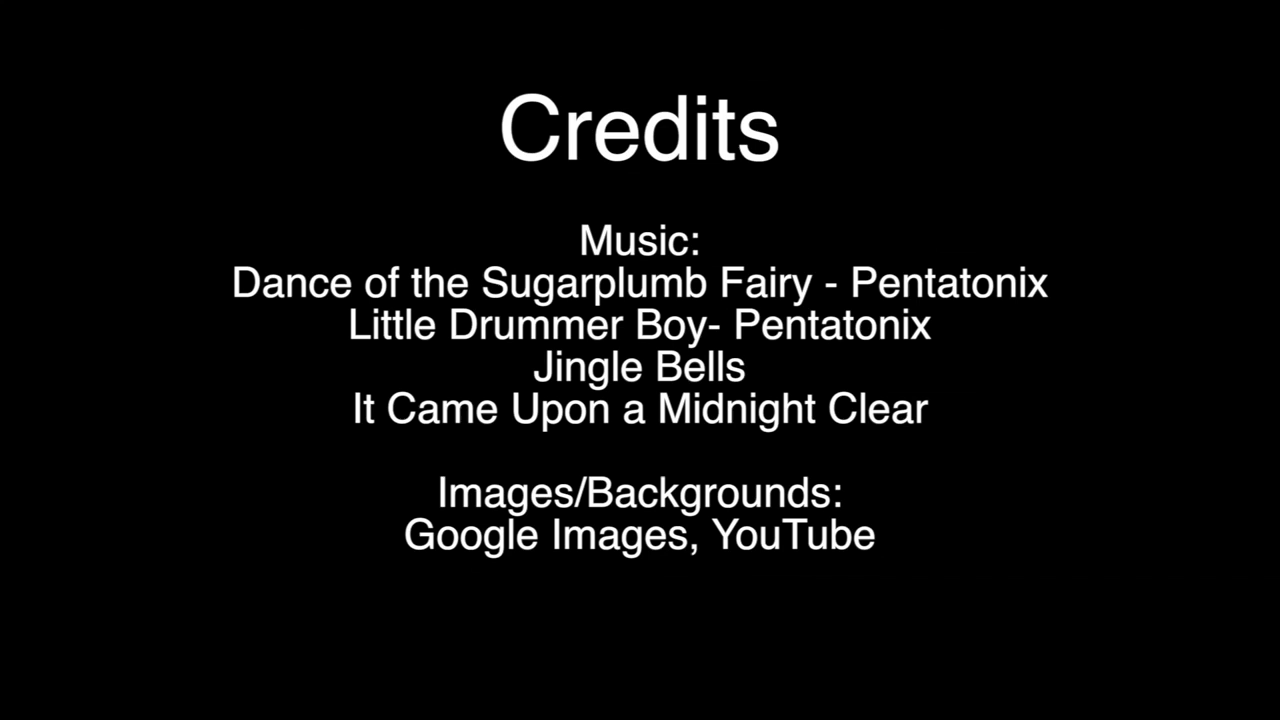 Credits
Music:
Dance of the Sugarplumb Fairy - Pentatonix
Little Drummer Boy- Pentatonix
Jingle Bells
It Came Upon a Midnight Clear
Images/Backgrounds:
Google Images, YouTube